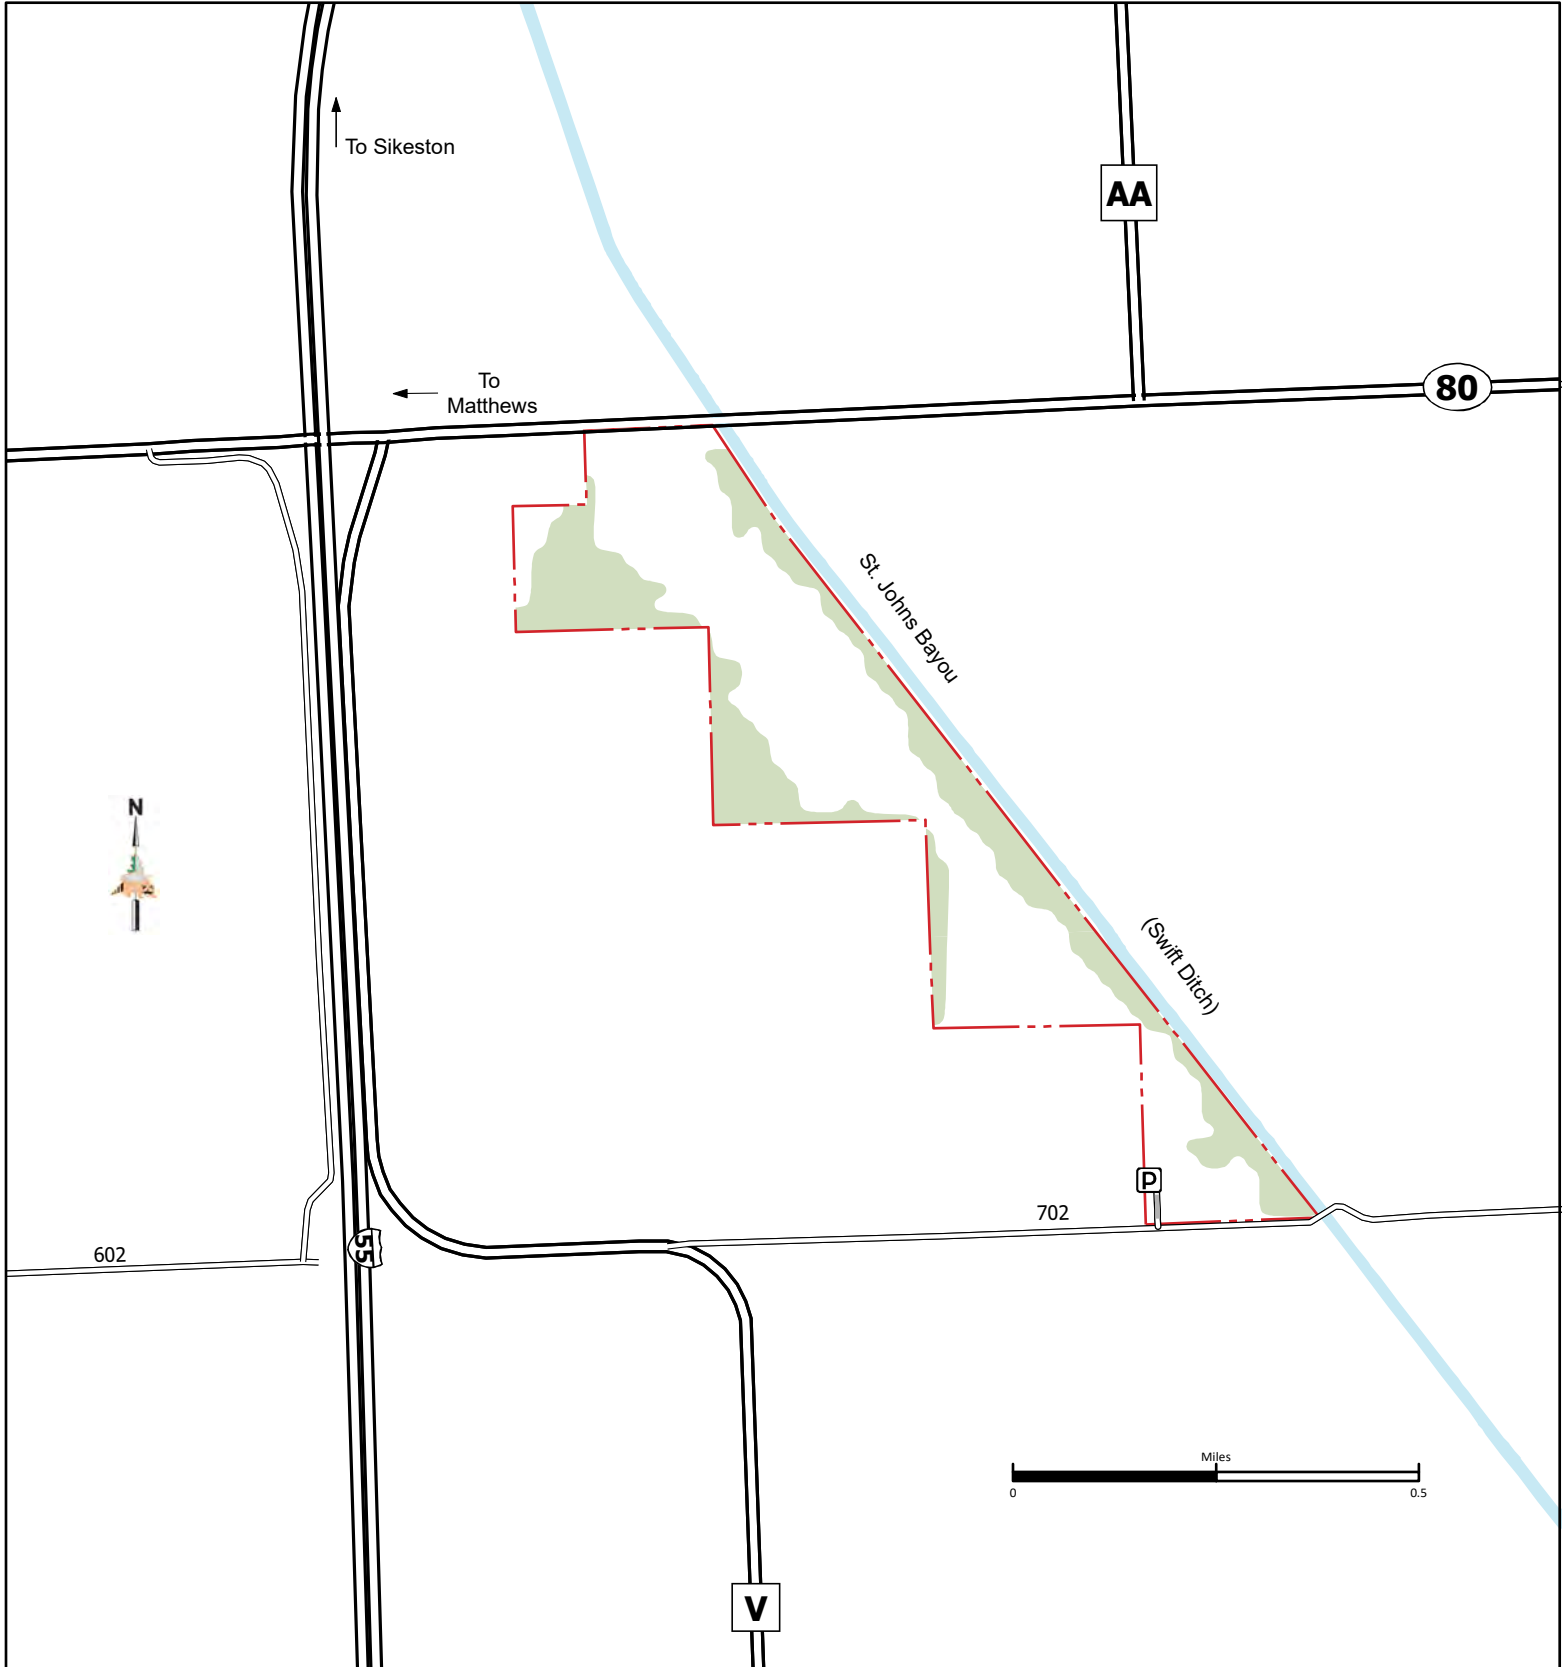 To Sikeston
AA
To
Matthews
80
St. Johns Bayou
N
(Swift Ditch)
P
702
602
55
Miles
0
0.5
V